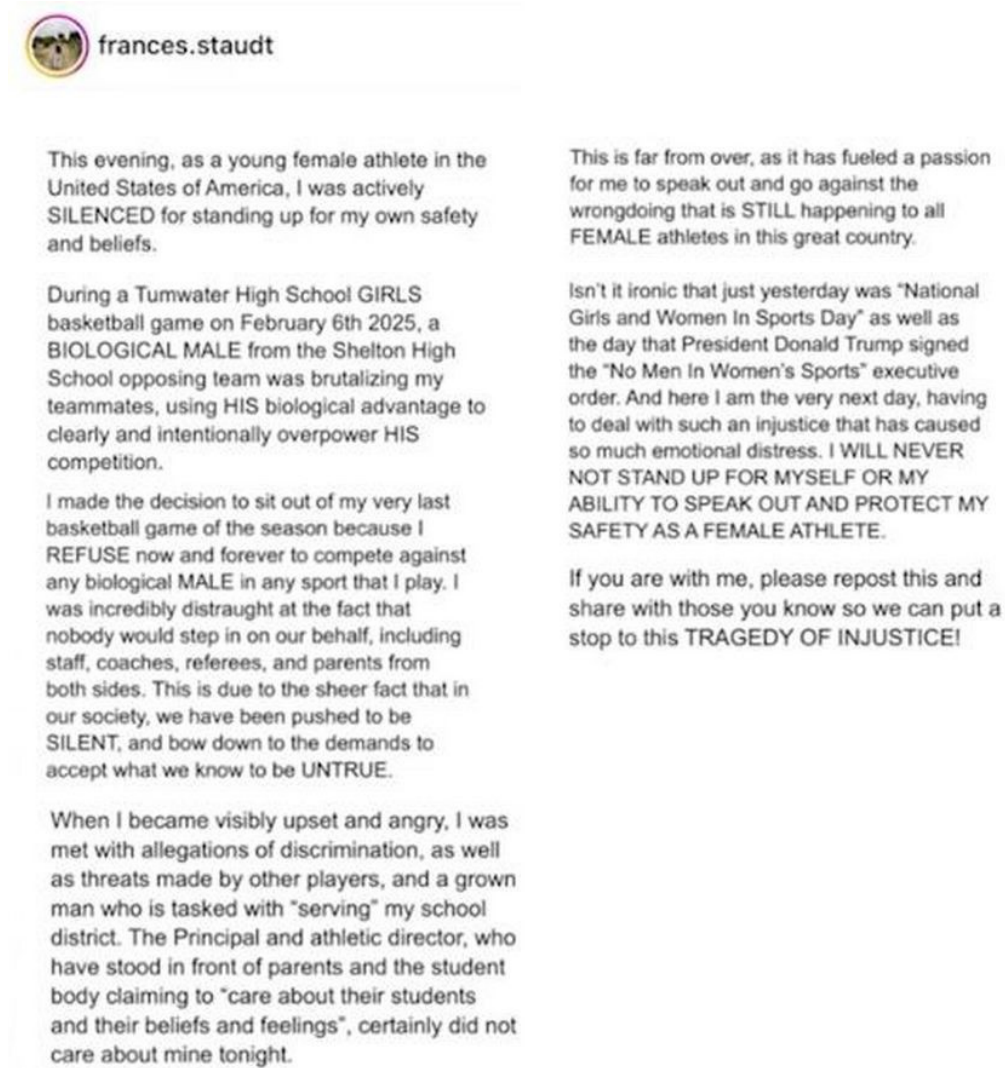 frances.staudt
This evening, as a young female athlete in the
United States of America, I was actively
SILENCED for standing up for my own safety
and beliefs.
During a Tumwater High School GIRLS
basketball game on February 6th 2025, a
BIOLOGICAL MALE from the Shelton High
School opposing team was brutalizing my
teammates, using HIS biological advantage to
clearly and intentionally overpower HIS
competition.
I made the decision to sit out of my very last
basketball game of the season because I
REFUSE now and forever to compete against
any biological MALE in any sport that I play. I
was incredibly distraught at the fact that
nobody would step in on our behalf, including
staff, coaches, referees, and parents from
both sides. This is due to the sheer fact that in
our society, we have been pushed to be
SILENT, and bow down to the demands to
accept what we know to be UNTRUE.
When I became visibly upset and angry, I was
met with allegations of discrimination, as well
as threats made by other players, and a grown
man who is tasked with "serving" my school
district. The Principal and athletic director, who
have stood in front of parents and the student
body claiming to "care about their students
and their beliefs and feelings", certainly did not
care about mine tonight.
This is far from over, as it has fueled a passion
for me to speak out and go against the
wrongdoing that is STILL happening to all
FEMALE athletes in this great country.
Isn't it ironic that just yesterday was "National
Girls and Women In Sports Day" as well as
the day that President Donald Trump signed
the "No Men In Women's Sports" executive
order. And here I am the very next day, having
to deal with such an injustice that has caused
so much emotional distress. I WILL NEVER
NOT STAND UP FOR MYSELF OR MY
ABILITY TO SPEAK OUT AND PROTECT MY
SAFETY AS A FEMALE ATHLETE.
If you are with me, please repost this and
share with those you know so we can put a
stop to this TRAGEDY OF INJUSTICE!